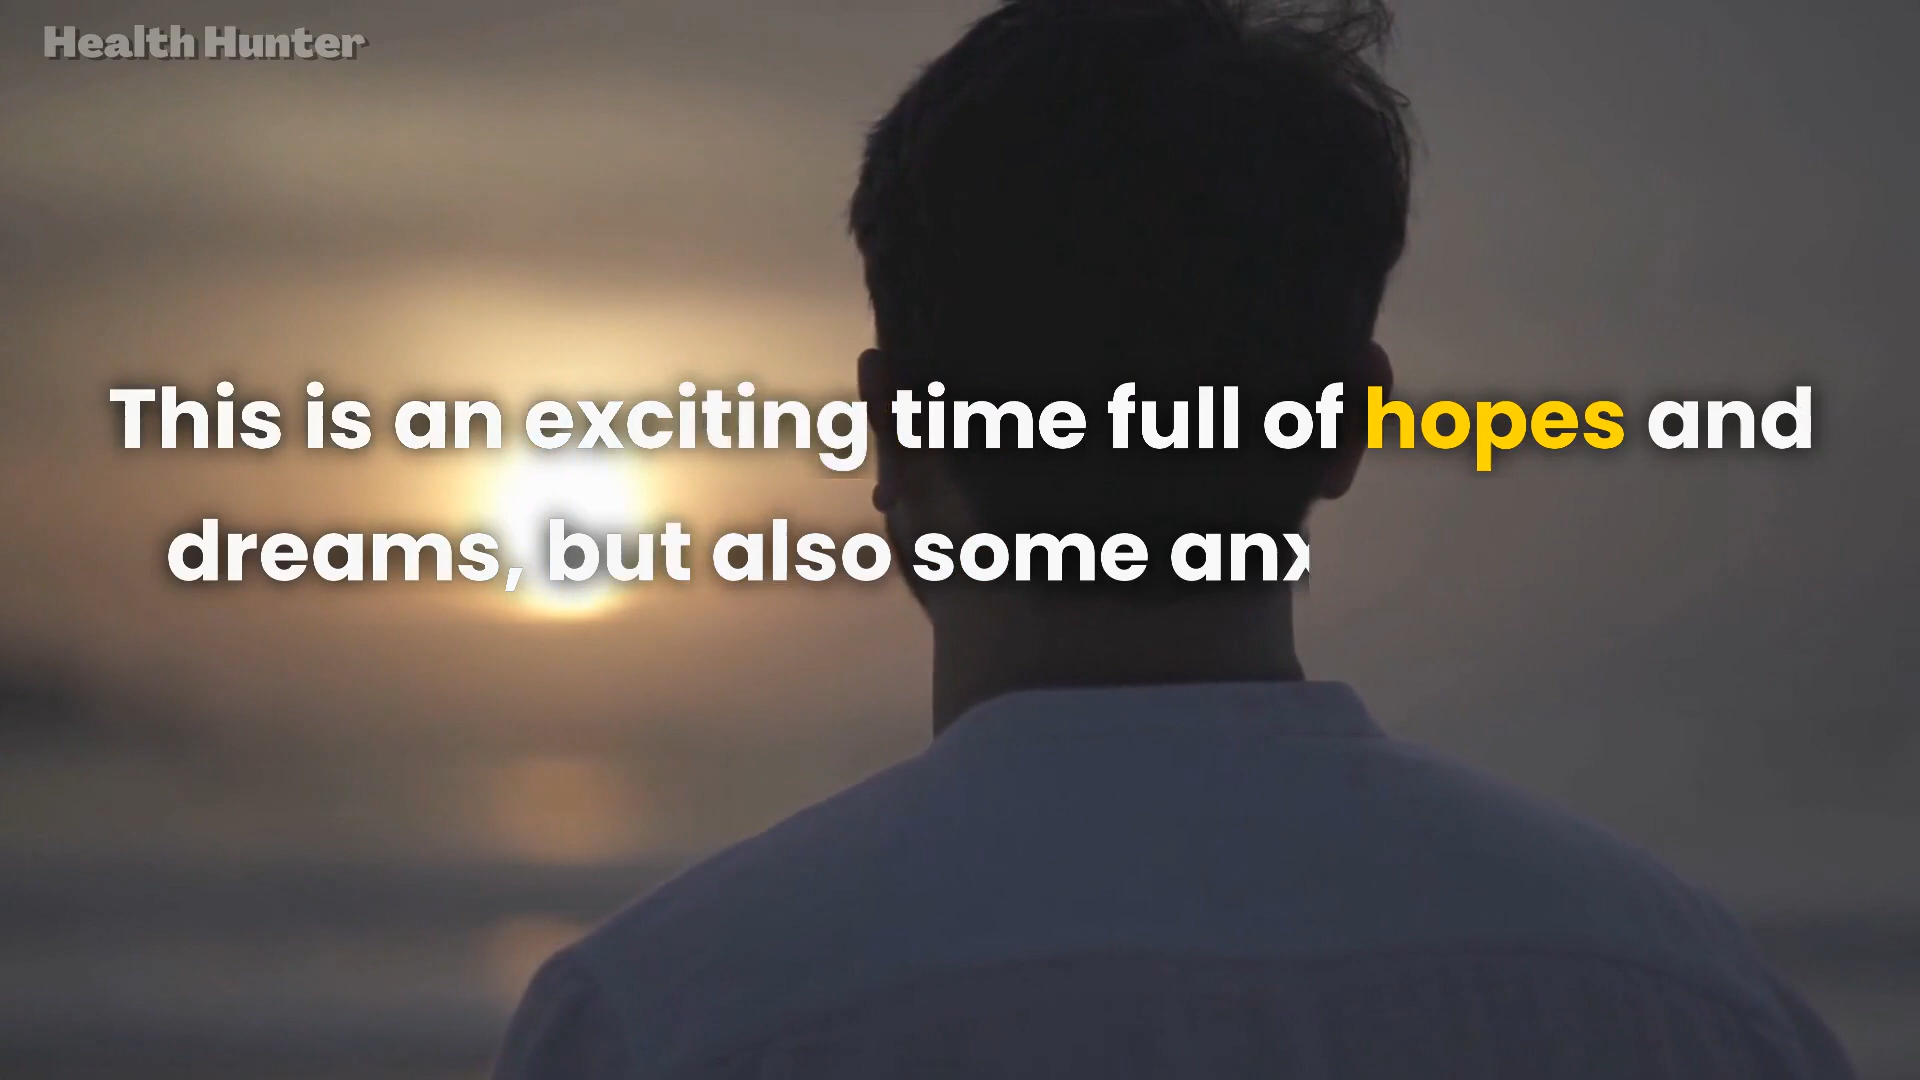 Health Hunter
This is an exciting time full of hopes and
dreams, but also some